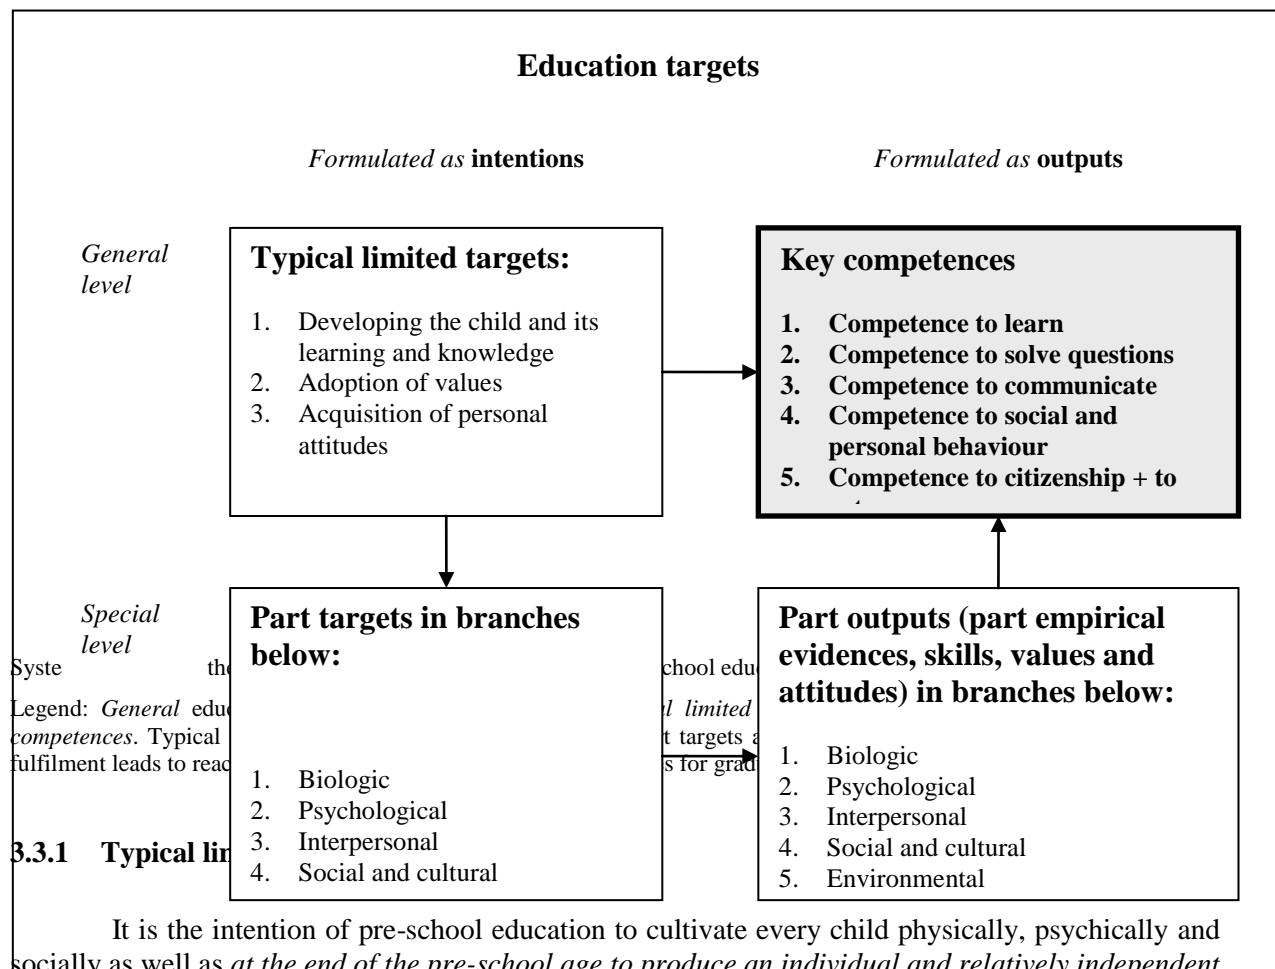 Education targets
Formulated as intentions
Formulated as outputs
General
level
Typical limited targets:
1. Developing the child and its
learning and knowledge
2. Adoption of values
3. Acquisition of personal
attitudes
Key competences
1. Competence to learn
2. Competence to solve questions
3. Competence to communicate
4. Competence to social and
personal behaviour
5. Competence to citizenship + to
Special
level
Part targets in branches
below:
1. Biologic
2. Psychological
3. Interpersonal
4. Social and cultural
Part outputs (part empirical
evidences, skills, values and
attitudes) in branches below:
1. Biologic
2. Psychological
3. Interpersonal
4. Social and cultural
5. Environmental
Syste the chool educ
Legend: General educ l limited
competences. Typical t targets a
fulfilment leads to reac s for grad
3.3.1 Typical lim
It is the intention of pre-school education to cultivate every child physically, psychically and
socially as well as at the end of the pre-school age to produce an individual and relatively independent